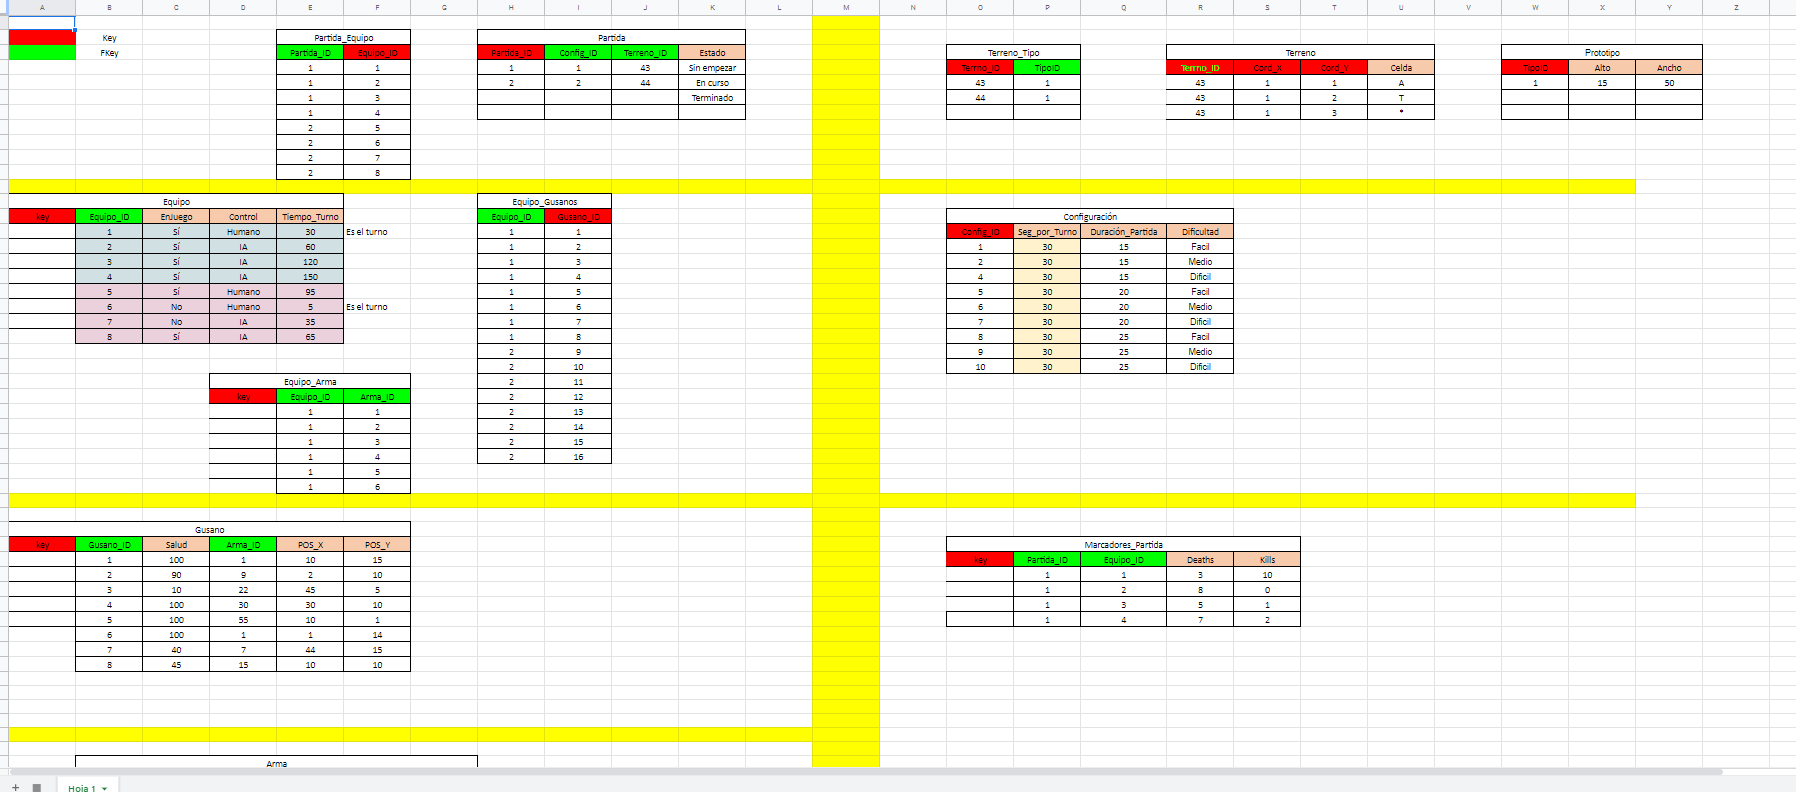 A B C D E F G H I J K L M N O P Q R S T U V W X Y Z
Key
FKey
Partida_Equipo
Partida_ID Equipo_ID
1 1
1 2
1 3
1 4
2 5
2 6
2 7
2 8
Partida
Partida_ID Config_ID Terreno_ID Estado
1 1 43 Sin empezar
2 2 44 En curso
Terminado
Terreno_Tipo
Terrno_ID TipoID
43 1
44 1
Terreno
Terrno_ID Cord_X Cord_Y Celda
43 1 1 A
43 1 2 T
43 1 3 *
Prototipo
TipoID Alto Ancho
1 15 50
Equipo
key Equipo_ID EnJuego Control Tiempo_Turno
1 Sí Humano 30 Es el turno
2 Sí IA 60
3 Sí IA 120
4 Sí IA 150
5 Sí Humano 95
6 No Humano 5 Es el turno
7 No IA 35
8 Sí IA 65
Equipo_Gusanos
Equipo_ID Gusano_ID
1 1
1 2
1 3
1 4
1 5
1 6
1 7
1 8
2 9
2 10
2 11
2 12
2 13
2 14
2 15
2 16
Configuración
Config_ID Seg_por_Turno Duración_Partida Dificultad
1 30 15 Facil
2 30 15 Medio
4 30 15 Dificil
5 30 20 Facil
6 30 20 Medio
7 30 20 Dificil
8 30 25 Facil
9 30 25 Medio
10 30 25 Dificil
Equipo_Arma
key Equipo_ID Arma_ID
1 1
1 2
1 3
1 4
1 5
1 6
Gusano
key Gusano_ID Salud Arma_ID POS_X POS_Y
1 100 1 10 15
2 90 9 2 10
3 10 22 45 5
4 100 30 30 10
5 100 55 10 1
6 100 1 1 14
7 40 7 44 15
8 45 15 10 10
Marcadores_Partida
key Partida_ID Equipo_ID Deaths Kills
1 1 3 10
1 2 8 0
1 3 5 1
1 4 7 2
Arma
Hoja 1